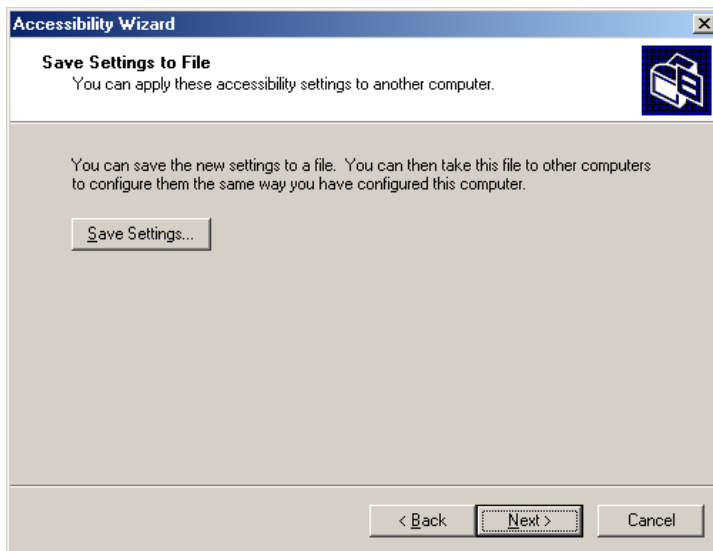 Accessibility Wizard
Save Settings to File
You can apply these accessibility settings to another computer.
You can save the new settings to a file.  You can then take this file to other computers
to configure them the same way you have configured this computer.
Save Settings...
< Back
Next >
Cancel